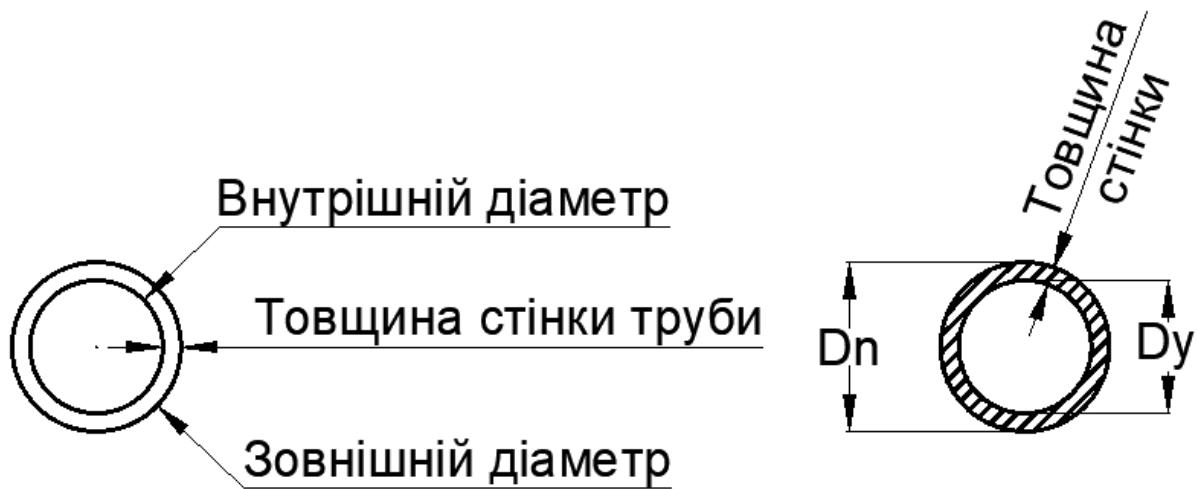 Внутрішній діаметр
Товщина стінки труби
Зовнішній діаметр
Товщина
стінки
Dn
Dy